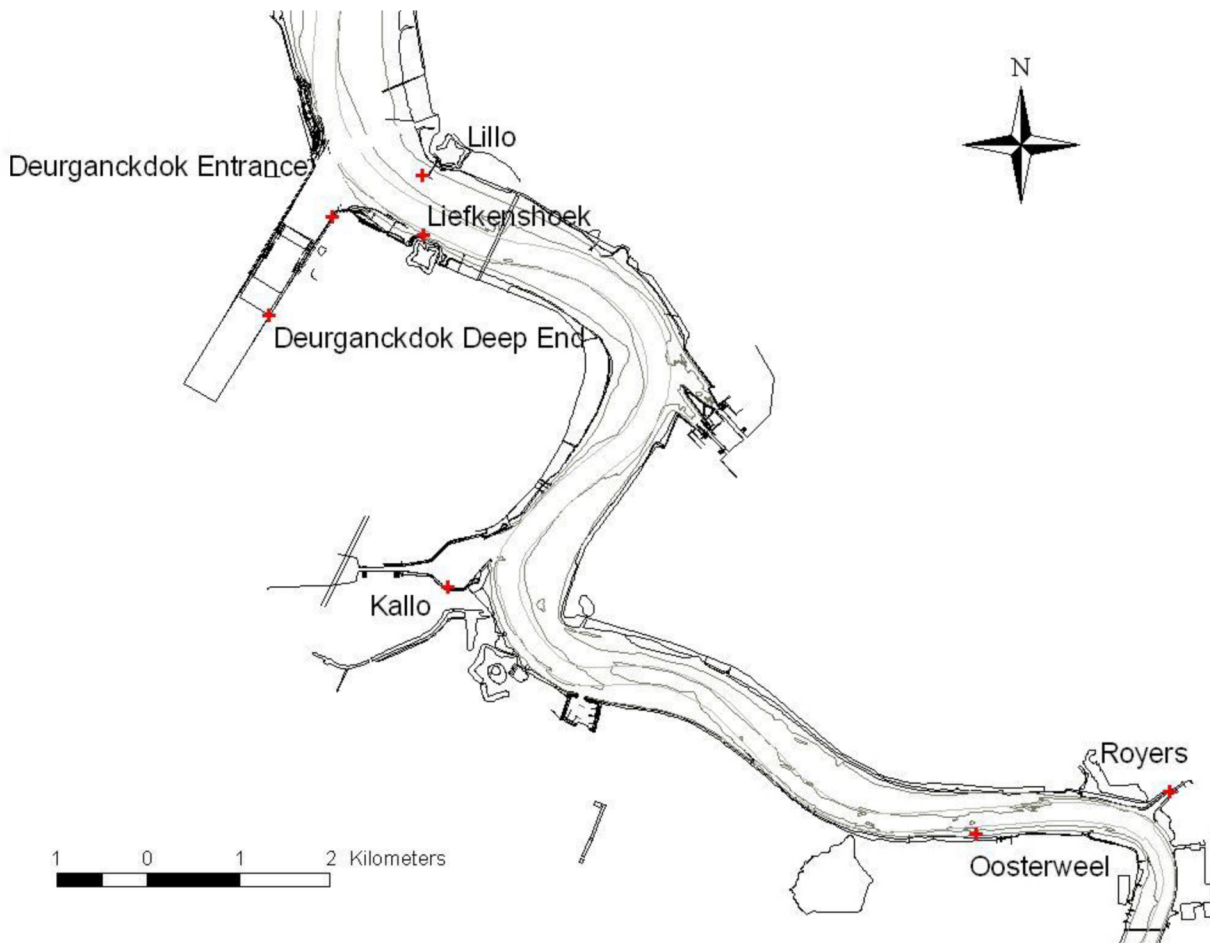 N
Lillo
Deurganckdok Entrance
Liefkenshoek
Deurganckdok Deep End
Kallo
Royers
1 0 1 2 Kilometers
Oosterweel